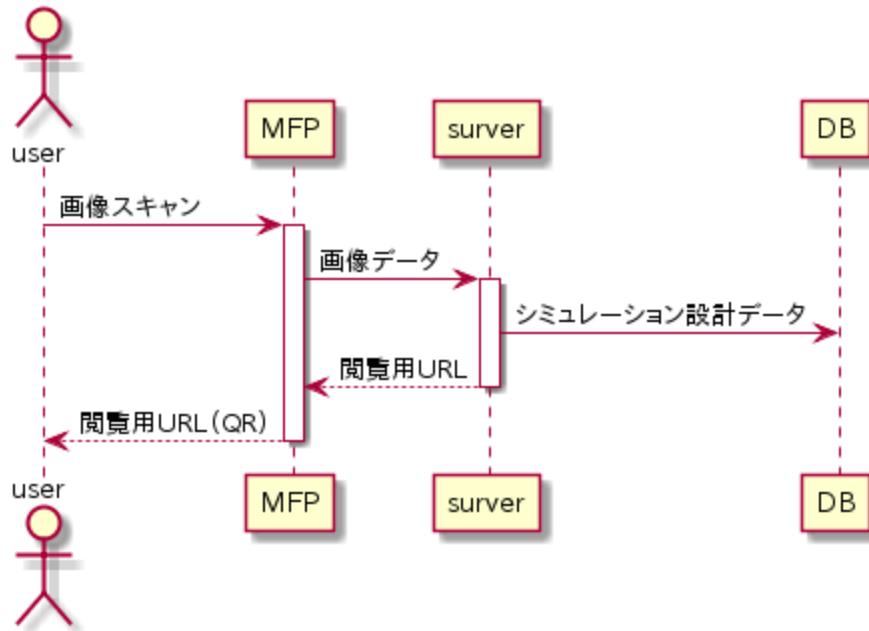 user
MFP
surver
DB
画像スキャン
画像データ
シミュレーション設計データ
閲覧用URL
閲覧用URL(QR)
user
MFP
surver
DB